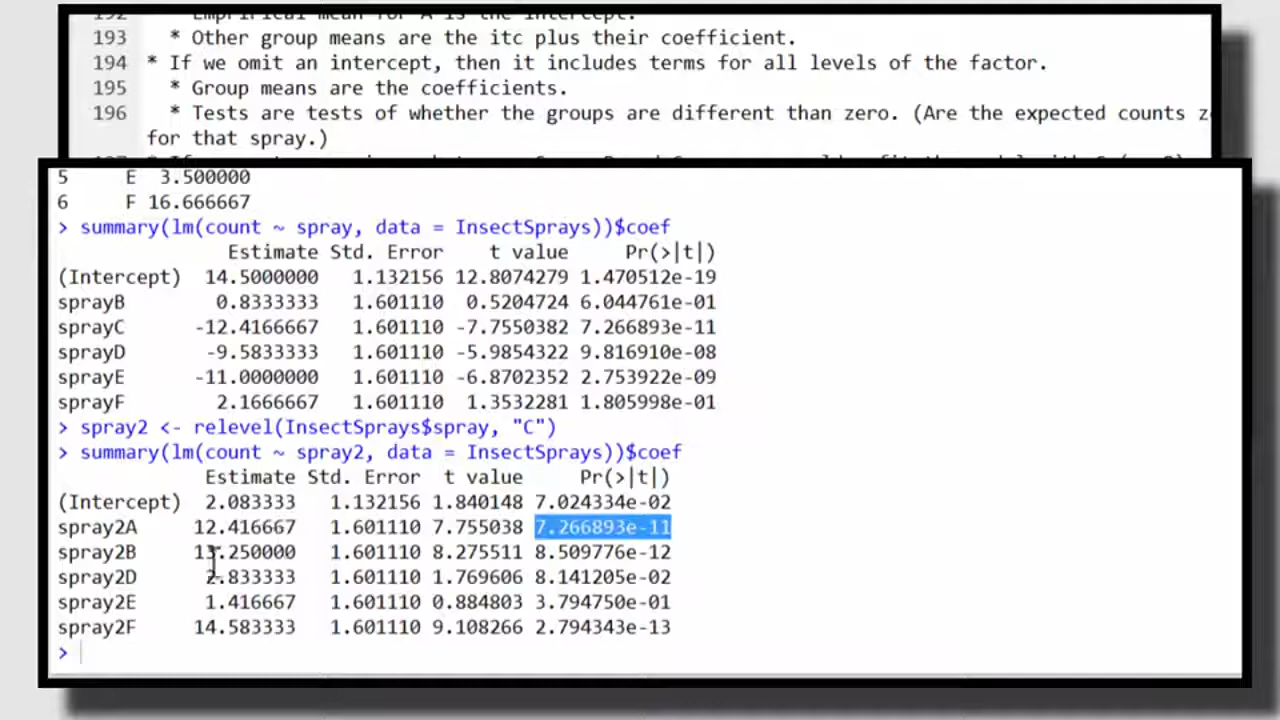 192 * Empirical mean for A is the intercept.
193 * Other group means are the itc plus their coefficient.
194 * If we omit an intercept, then it includes terms for all levels of the factor.
195 * Group means are the coefficients.
196 * Tests are tests of whether the groups are different than zero. (Are the expected counts
for that spray.)
5 E 3.500000
6 F 16.666667
> summary(lm(count ~ spray, data = InsectSprays))$coef
Estimate Std. Error t value Pr(>|t|)
(Intercept) 14.5000000 1.132156 12.8074279 1.470512e-19
sprayB 0.8333333 1.601110 0.5204724 6.044761e-01
sprayC -12.4166667 1.601110 -7.7550382 7.266893e-11
sprayD -9.5833333 1.601110 -5.9854322 9.816910e-08
sprayE -11.0000000 1.601110 -6.8702352 2.753922e-09
sprayF 2.1666667 1.601110 1.3532281 1.805998e-01
> spray2 <- relevel(InsectSprays$spray, "C")
> summary(lm(count ~ spray2, data = InsectSprays))$coef
Estimate Std. Error t value Pr(>|t|)
(Intercept) 2.083333 1.132156 1.840148 7.024334e-02
spray2A 12.416667 1.601110 7.755038 7.266893e-11
spray2B 13.250000 1.601110 8.275511 8.509776e-12
spray2D 2.833333 1.601110 1.769606 8.141205e-02
spray2E 1.416667 1.601110 0.884803 3.794750e-01
spray2F 14.583333 1.601110 9.108266 2.794343e-13
>